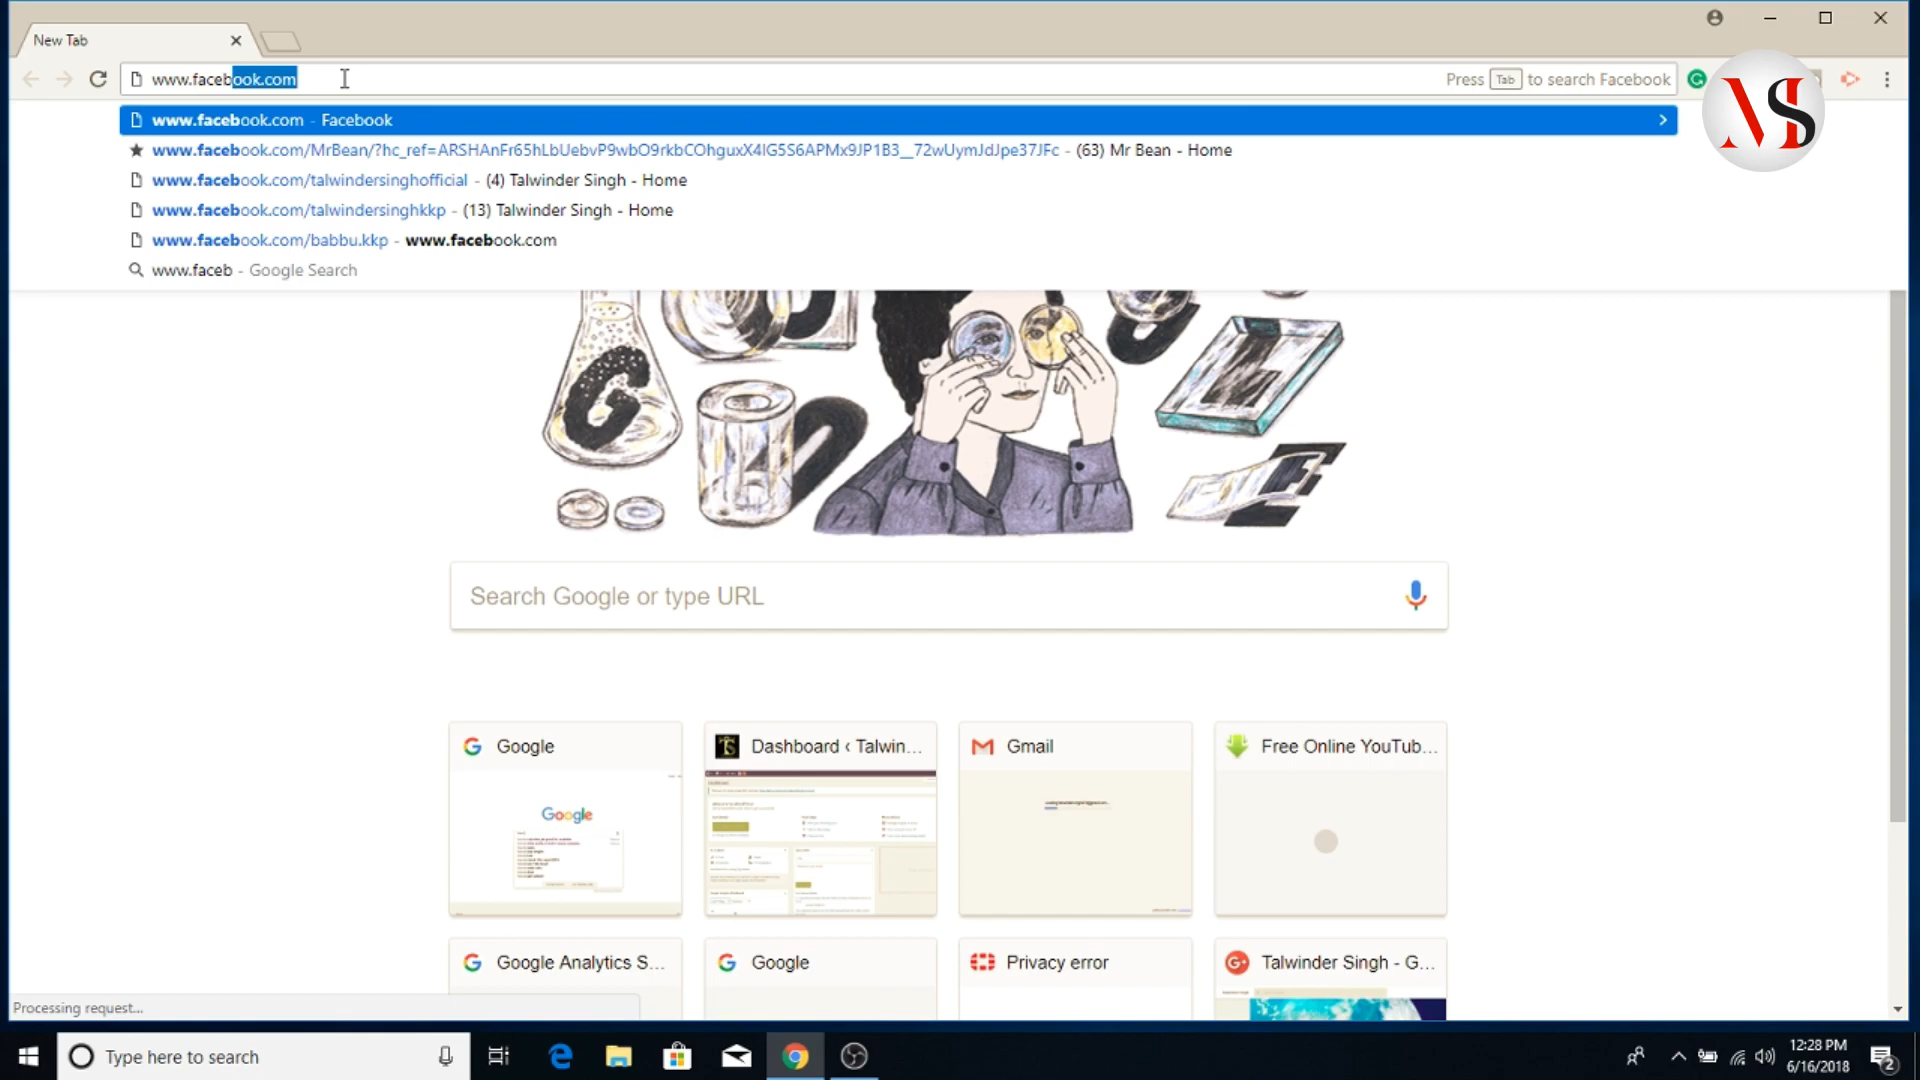 New Tab
www.facebook.com
Press Tab to search Facebook
MS
www.facebook.com - Facebook
www.facebook.com/MrBean/?hc_ref=ARSHAnFr65hLbUebvP9wbO9rkbCOhguxX4lG5S6APMx9JP1B3__72wUymJdJpe37JFc - (63) Mr Bean - Home
www.facebook.com/talwindersinghofficial - (4) Talwinder Singh - Home
www.facebook.com/talwindersinghkkp - (13) Talwinder Singh - Home
www.facebook.com/babbu.kkp - www.facebook.com
www.faceb - Google Search
Search Google or type URL
Google
Dashboard ‹ Talwin...
Gmail
Free Online YouTub...
Google
Google Analytics S...
Google
Privacy error
Talwinder Singh - G...
Processing request...
Type here to search
12:28 PM
6/16/2018
2